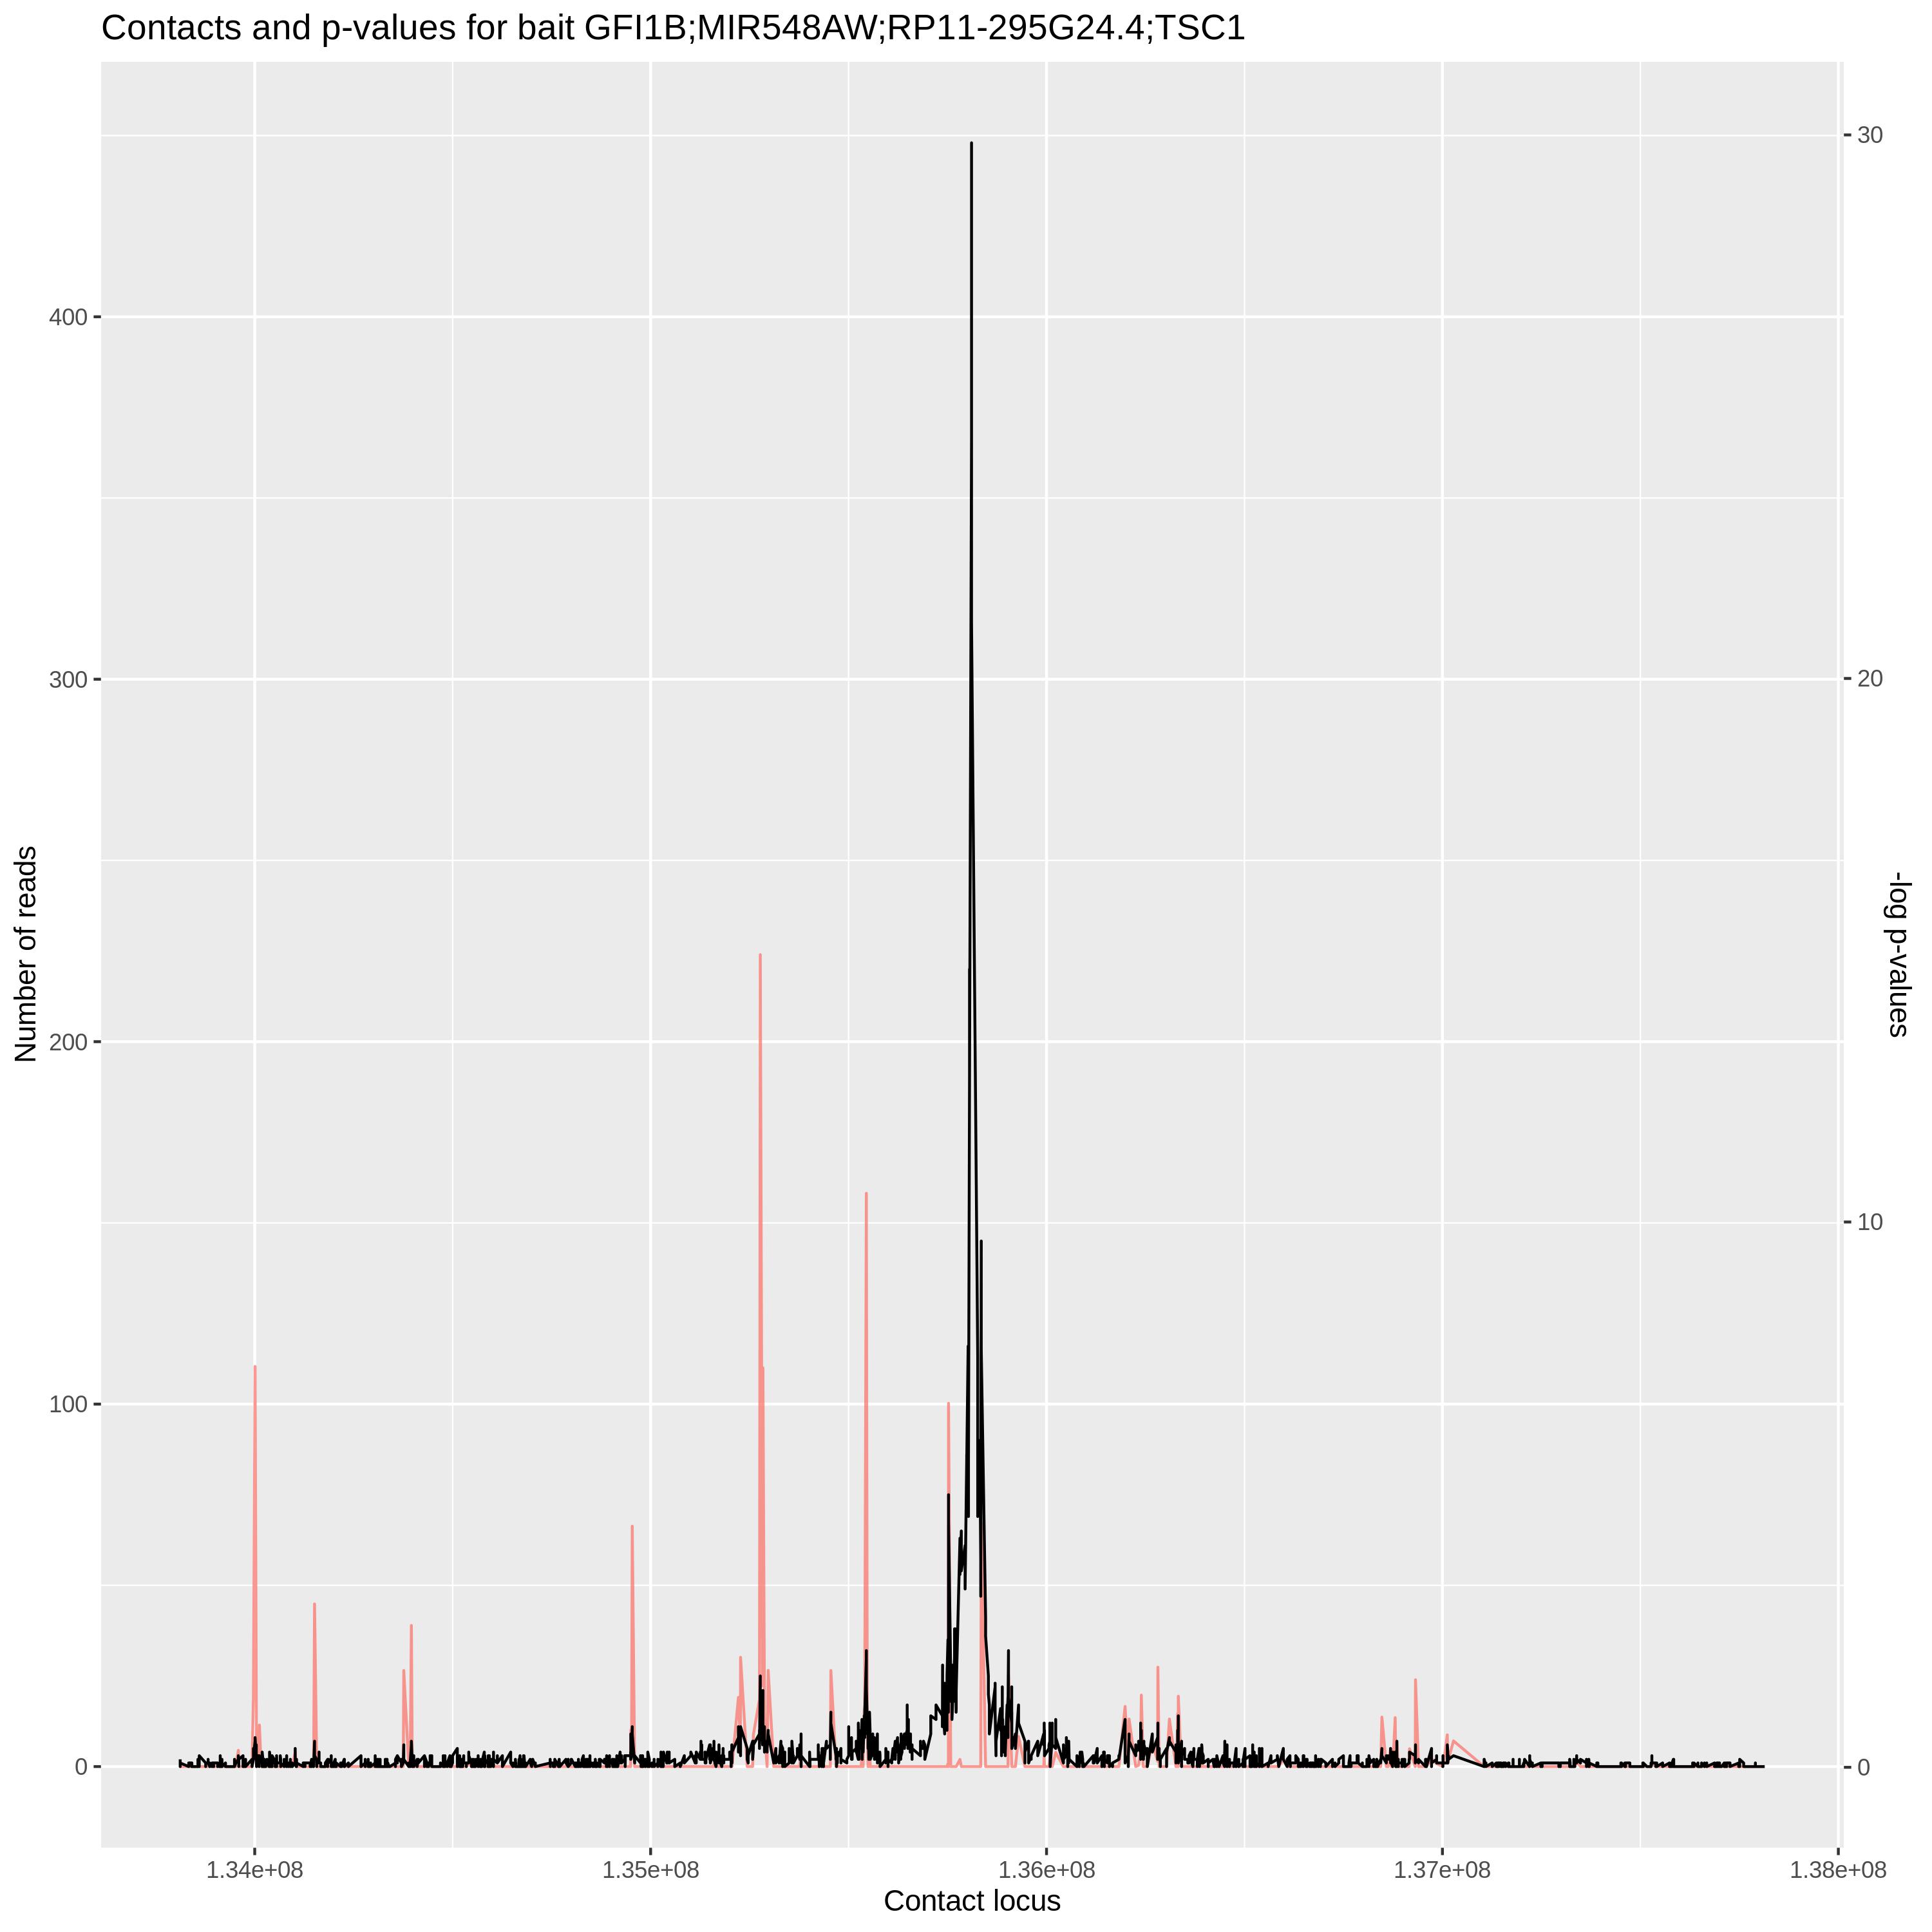 Contacts and p-values for bait GFI1B;MIR548AW;RP11-295G24.4;TSC1
30
400
300
20
Number of reads
-log p-values
200
10
100
0
0
1.34e+08
1.35e+08
1.36e+08
1.37e+08
1.38e+08
Contact locus